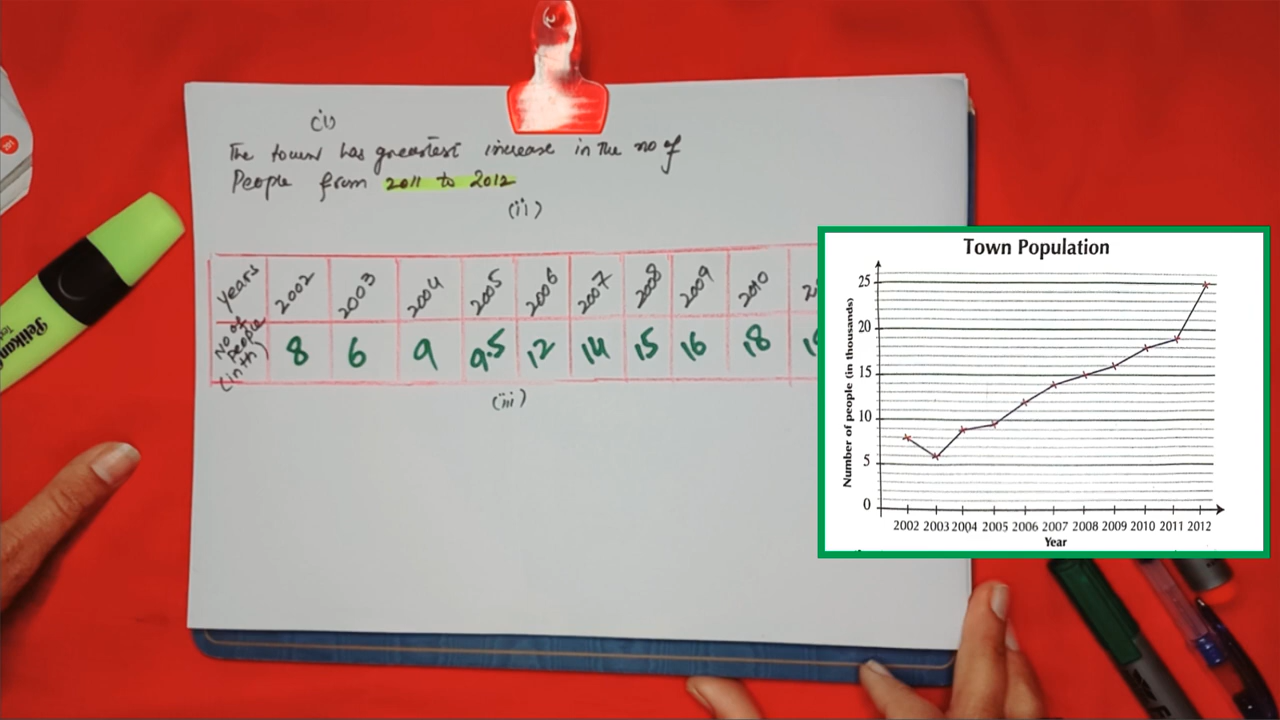 (i)
The town has greatest increase in the no of
People from 2011 to 2012
(ii)
Years 2002 2003 2004 2005 2006 2007 2008 2009 2010
No of people (in th) 8 6 9 9.5 12 14 15 16 18
(iii)
Town Population
Number of people (in thousands)
25
20
15
10
5
0
2002 2003 2004 2005 2006 2007 2008 2009 2010 2011 2012
Year
Pelikan